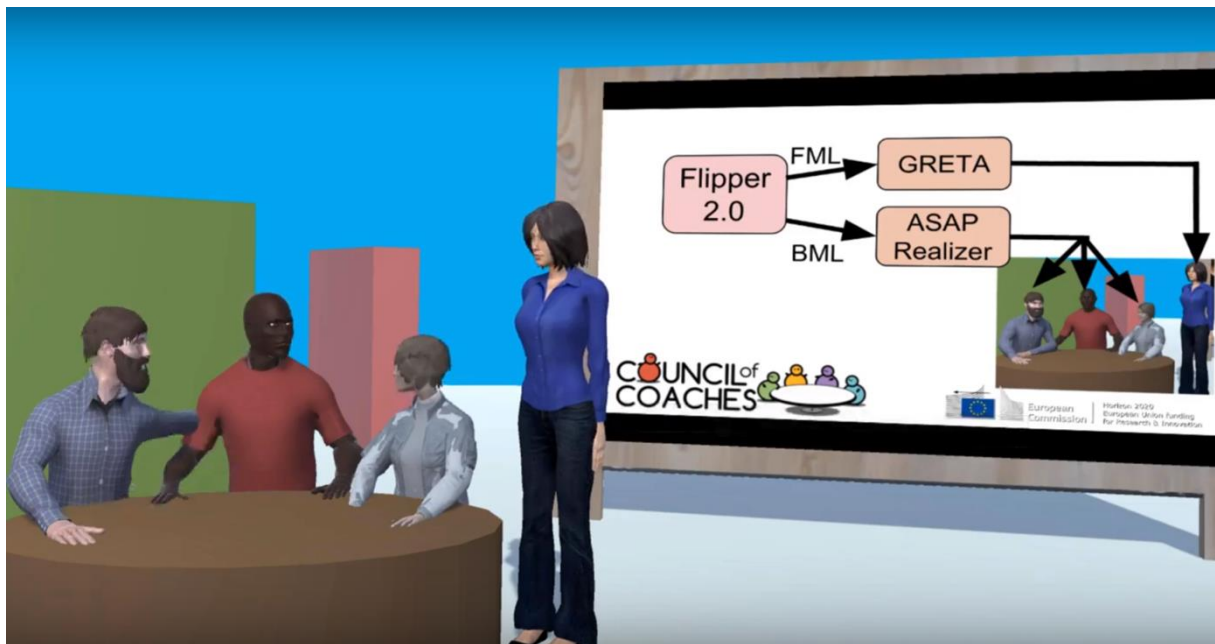 FML
GRETA
Flipper
2.0
ASAP
Realizer
BML
COUNCIL of
COACHES
European
Commission
Horizon 2020
European Union funding
for Research & Innovation